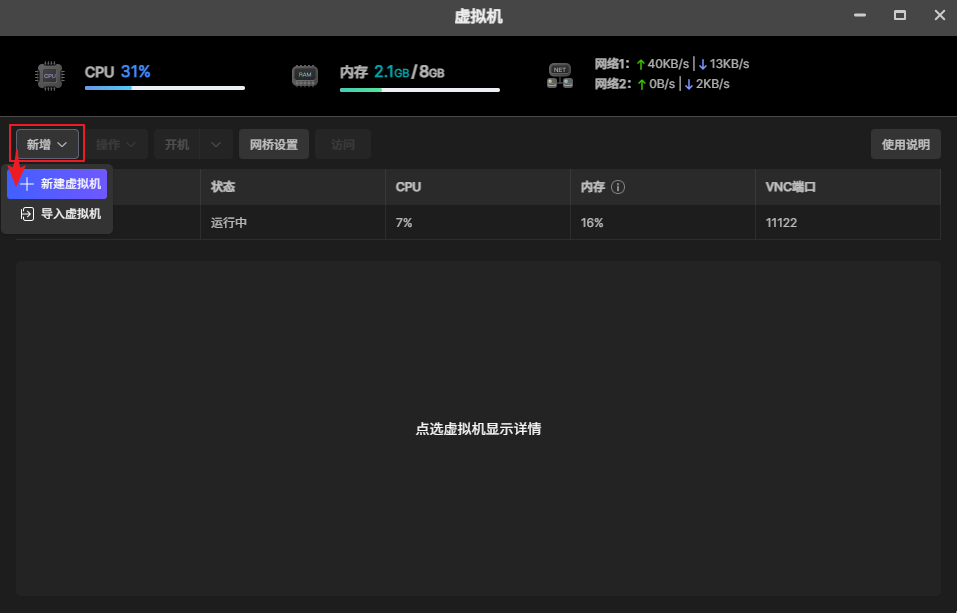 虚拟机
CPU
CPU 31%
RAM
内存 2.1GB/8GB
NET
网络1: ↑40KB/s | ↓13KB/s
网络2: ↑0B/s | ↓2KB/s
新增 操作 开机 网桥设置 访问 使用说明
新建虚拟机
导入虚拟机
状态 CPU 内存 VNC端口
运行中 7% 16% 11122
点选虚拟机显示详情